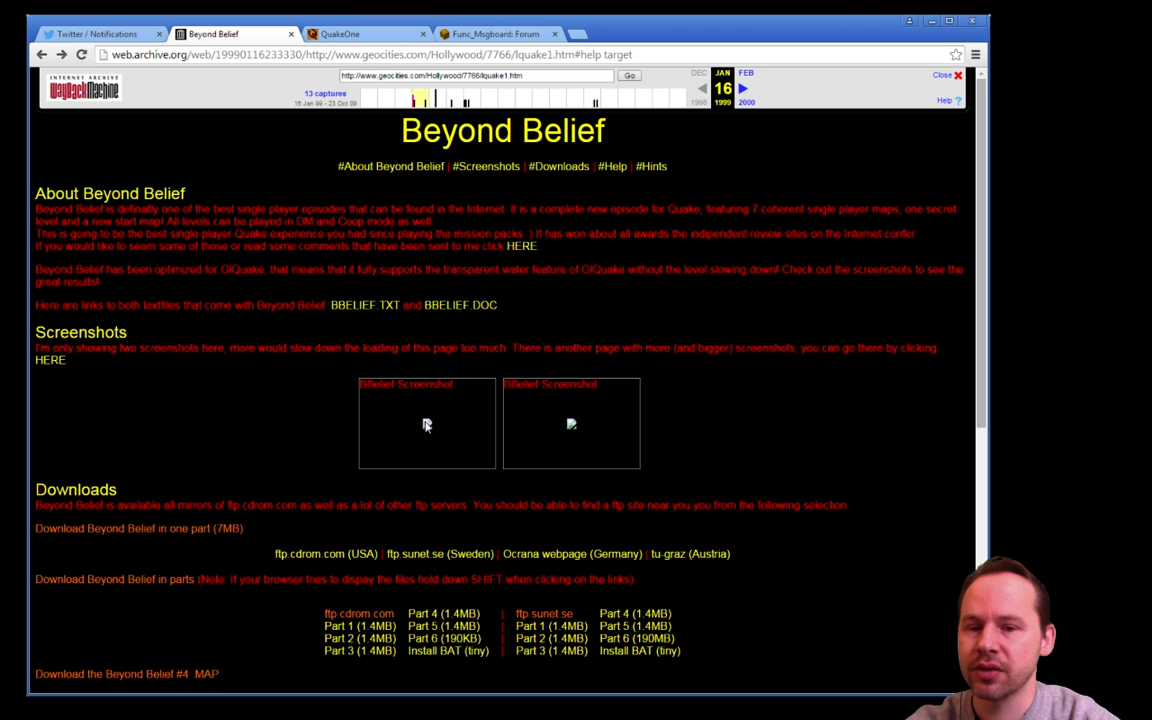 Twitter / Notifications
Beyond Belief
QuakeOne
Func_Msgboard: Forum
web.archive.org/web/19990116233330/http://www.geocities.com/Hollywood/7766/lquake1.htm#help target
INTERNET ARCHIVE
WayBackMachine
http://www.geocities.com/Hollywood/7766/lquake1.htm
Go
DEC
JAN
FEB
Close
13 captures
16 Jan 99 - 23 Oct 09
16
1998
1999
2000
Help ?
Beyond Belief
#About Beyond Belief | #Screenshots | #Downloads | #Help | #Hints
About Beyond Belief
Beyond Belief is definatly one of the best single player episodes that can be found in the Internet. It is a complete new episode for Quake, featuring 7 coherent single player maps, one secret
level and a new start map! All levels can be played in DM and Coop mode as well.
This is going to be the best single player Quake experience you had since playing the mission packs :) It has won about all awards the indipendent review sites on the Internet confer.
If you would like to seem some of those or read some comments that have been sent to me click HERE.
Beyond Belief has been optimized for GlQuake, that means that it fully supports the transparent water feature of GlQuake without the level slowing down! Check out the screenshots to see the
great results!
Here are links to both textfiles that come with Beyond Belief: BBELIEF.TXT and BBELIEF.DOC
Screenshots
I'm only showing two screenshots here, more would slow down the loading of this page too much. There is another page with more (and bigger) screenshots, you can go there by clicking
HERE
BBelief Screenshot
BBelief Screenshot
Downloads
Beyond Belief is available all mirrors of ftp.cdrom.com as well as a lot of other ftp servers. You should be able to find a ftp site near you you from the following selection.
Download Beyond Belief in one part (7MB):
ftp.cdrom.com (USA) | ftp.sunet.se (Sweden) | Ocrana webpage (Germany) | tu-graz (Austria)
Download Beyond Belief in parts (Note: If your browser tries to dispay the files hold down SHIFT when clicking on the links)
ftp.cdrom.com Part 4 (1.4MB) | ftp.sunet.se Part 4 (1.4MB)
Part 1 (1.4MB) Part 5 (1.4MB) | Part 1 (1.4MB) Part 5 (1.4MB)
Part 2 (1.4MB) Part 6 (190KB) | Part 2 (1.4MB) Part 6 (190MB)
Part 3 (1.4MB) Install BAT (tiny) | Part 3 (1.4MB) Install BAT (tiny)
Download the Beyond Belief #4 .MAP